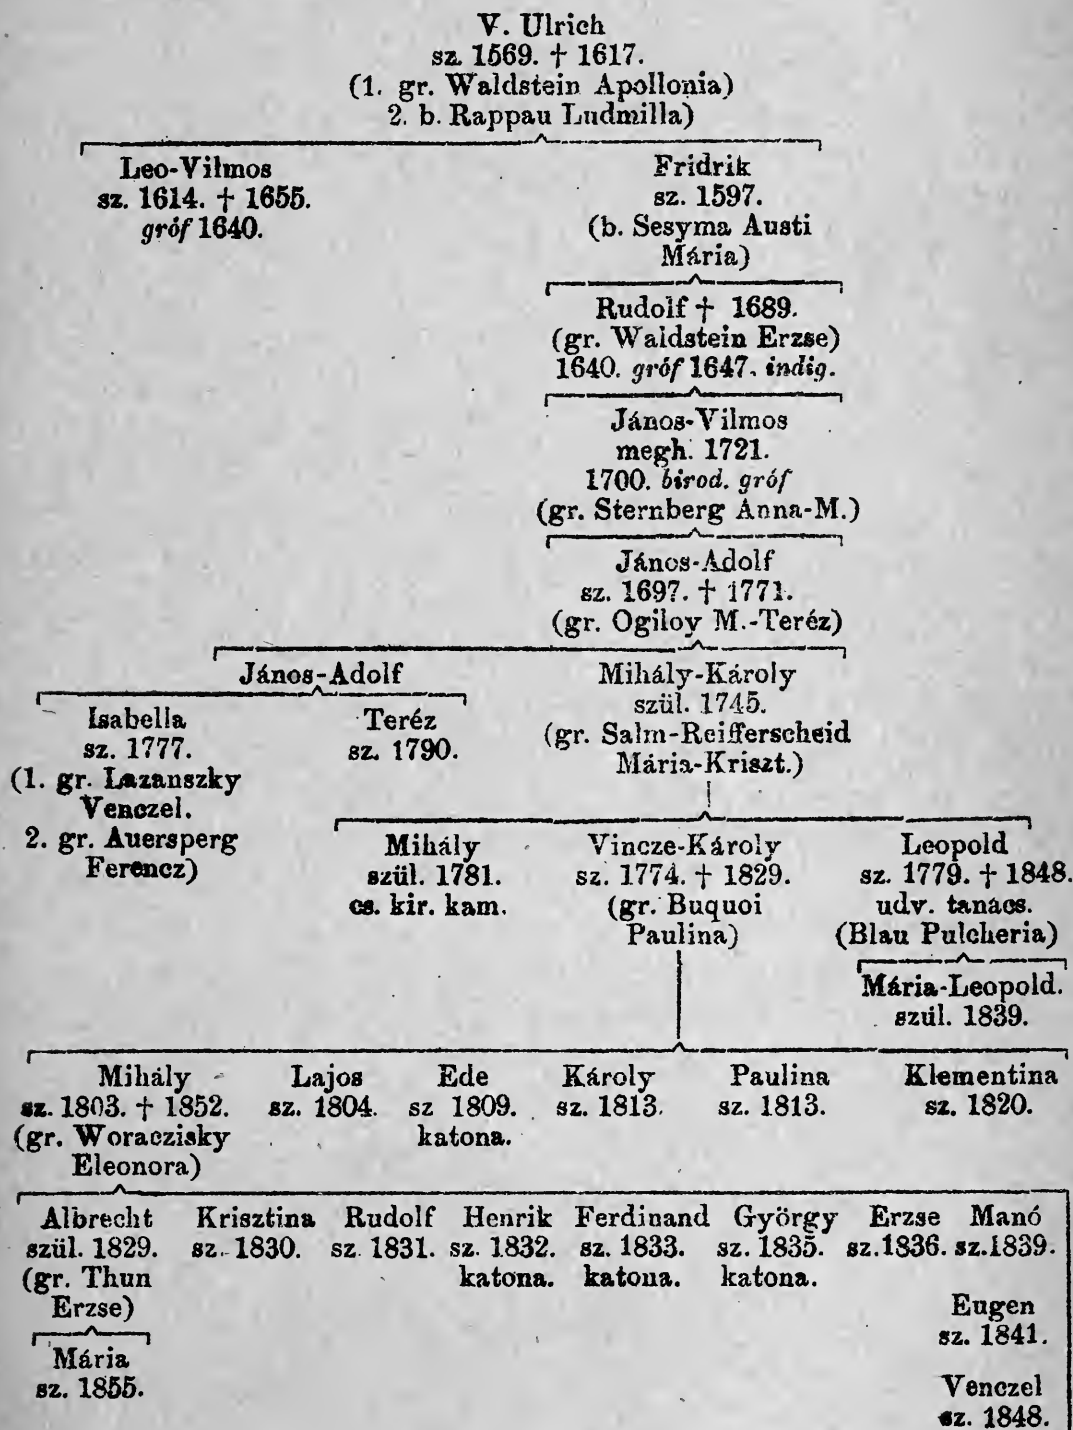 V. Ulrich
sz. 1569. † 1617.
(1. gr. Waldstein Apollonia)
2. b. Rappau Ludmilla)
Leo-Vilmos
sz. 1614. † 1655.
gróf 1640.
Fridrik
sz. 1597.
(b. Sesyma Austi
Mária)
Rudolf † 1689.
(gr. Waldstein Erzse)
1640. gróf 1647. indig.
János-Vilmos
megh. 1721.
1700. birod. gróf
(gr. Sternberg Anna-M.)
János-Adolf
sz. 1697. † 1771.
(gr. Ogiloy M.-Teréz)
János-Adolf
Mihály-Károly
szül. 1745.
(gr. Salm-Reifferscheid
Mária-Kriszt.)
Isabella
sz. 1777.
(1. gr. Lazanszky
Venczel.
2. gr. Auersperg
Ferencz)
Teréz
sz. 1790.
Mihály
szül. 1781.
cs. kir. kam.
Vincze-Károly
sz. 1774. † 1829.
(gr. Buquoi
Paulina)
Leopold
sz. 1779. † 1848.
udv. tanács.
(Blau Pulcheria)
Mária-Leopold.
szül. 1839.
Mihály
sz. 1803. † 1852.
(gr. Woraczisky
Eleonora)
Lajos
sz. 1804.
Ede
sz 1809.
katona.
Károly
sz. 1813.
Paulina
sz. 1813.
Klementina
sz. 1820.
Albrecht
szül. 1829.
(gr. Thun
Erzse)
Krisztina
sz. 1830.
Rudolf
sz. 1831.
Henrik
sz. 1832.
katona.
Ferdinand
sz. 1833.
katona.
György
sz. 1835.
katona.
Erzse
sz.1836.
Manó
sz.1839.
Eugen
sz. 1841.
Venczel
sz. 1848.
Mária
sz. 1855.